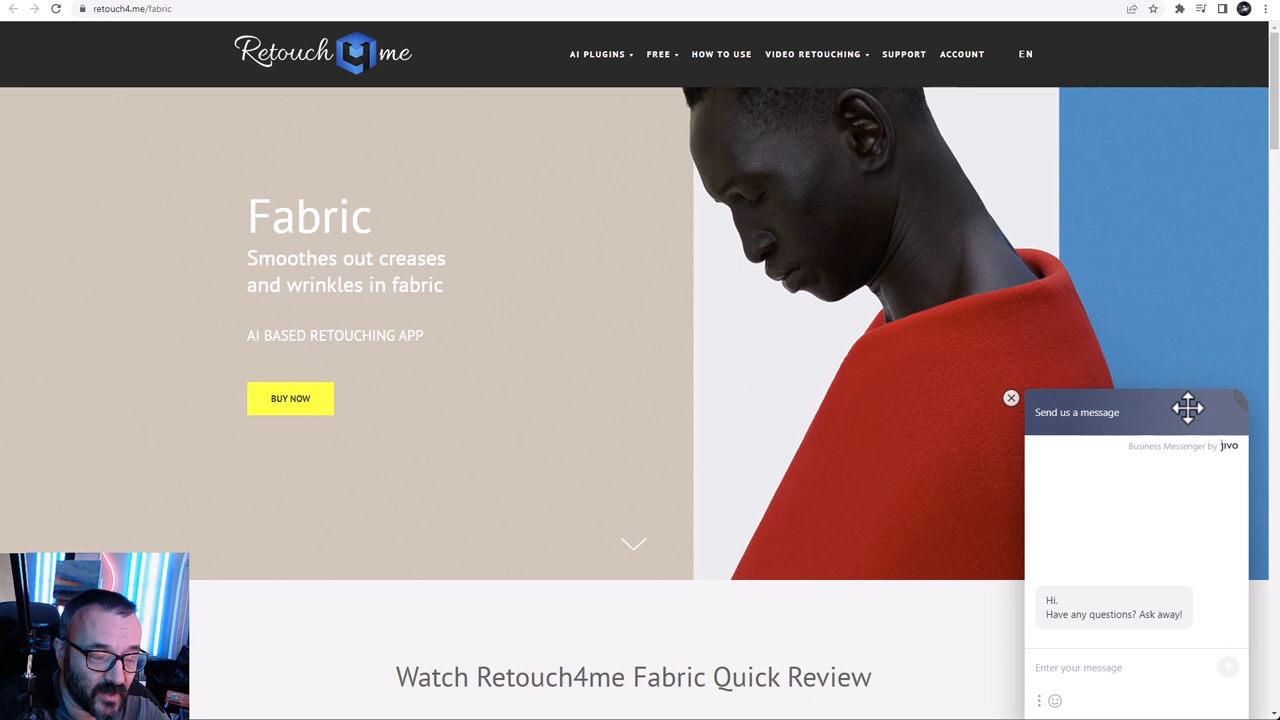 retouch4.me/fabric
Retouch4me
AI PLUGINS
FREE
HOW TO USE
VIDEO RETOUCHING
SUPPORT
ACCOUNT
EN
Fabric
Smoothes out creases
and wrinkles in fabric
AI BASED RETOUCHING APP
BUY NOW
Send us a message
Business Messenger by jivo
Hi.
Have any questions? Ask away!
Enter your message
Watch Retouch4me Fabric Quick Review